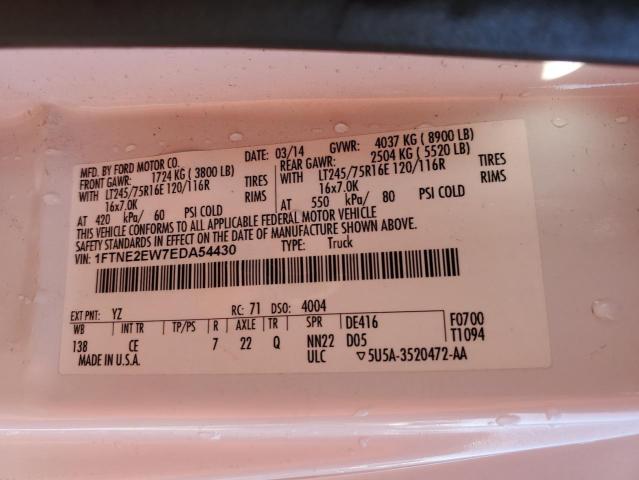 MFD. BY FORD MOTOR CO.
DATE: 03/14 GVWR: 4037 KG ( 8900 LB)
FRONT GAWR: 1724 KG ( 3800 LB) REAR GAWR: 2504 KG ( 5520 LB)
WITH LT245/75R16E 120/116R TIRES WITH LT245/75R16E 120/116R TIRES
16x7.0K RIMS 16x7.0K RIMS
AT 420 kPa/ 60 PSI COLD AT 550 kPa/ 80 PSI COLD
THIS VEHICLE CONFORMS TO ALL APPLICABLE FEDERAL MOTOR VEHICLE
SAFETY STANDARDS IN EFFECT ON THE DATE OF MANUFACTURE SHOWN ABOVE.
VIN: 1FTNE2EW7EDA54430 TYPE: Truck
EXT PNT: YZ RC: 71 DSO: 4004
WB INT TR TP/PS R AXLE TR SPR DE416 F0700
138 CE 7 22 Q NN22 D05 T1094
MADE IN U.S.A. ULC ▽5U5A-3520472-AA